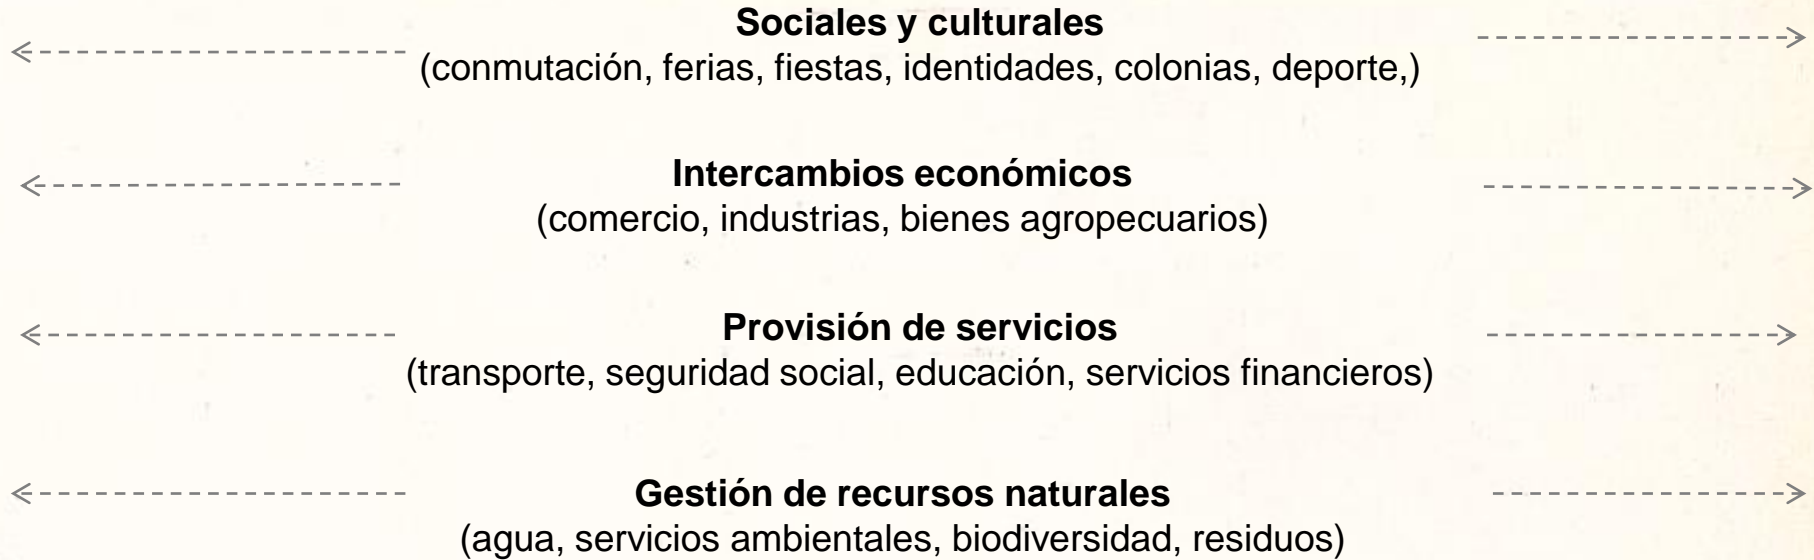 Sociales y culturales
(conmutación, ferias, fiestas, identidades, colonias, deporte,)
Intercambios económicos
(comercio, industrias, bienes agropecuarios)
Provisión de servicios
(transporte, seguridad social, educación, servicios financieros)
Gestión de recursos naturales
(agua, servicios ambientales, biodiversidad, residuos)